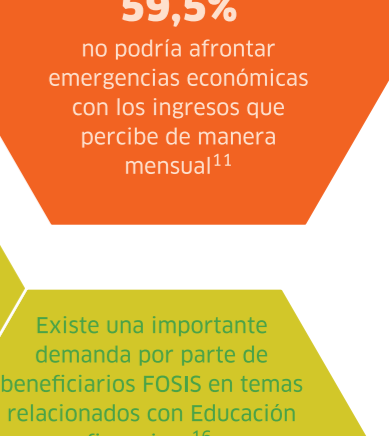 59,5%
no podría afrontar
emergencias económicas
con los ingresos que
percibe de manera
mensual11
Existe una importante
demanda por parte de
beneficiarios FOSIS en temas
relacionados con Educación